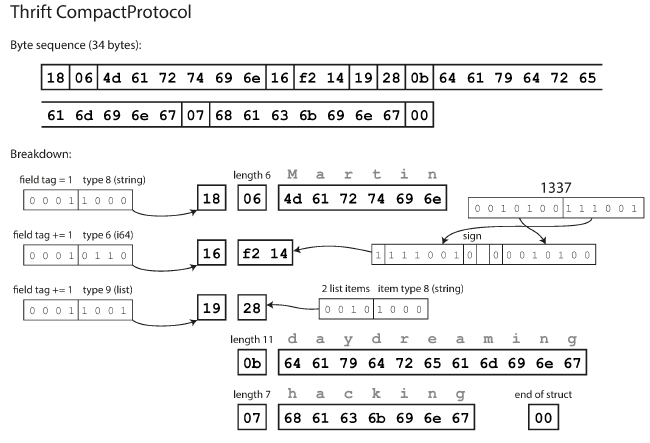 Thrift CompactProtocol
Byte sequence (34 bytes):
18 06 4d 61 72 74 69 6e 16 f2 14 19 28 0b 64 61 79 64 72 65
61 6d 69 6e 67 07 68 61 63 6b 69 6e 67 00
Breakdown:
field tag = 1 type 8 (string)
0 0 0 1 1 0 0 0
18
length 6
06
M a r t i n
4d 61 72 74 69 6e
1337
0 0 1 0 1 0 0 1 1 1 0 0 1
field tag += 1 type 6 (i64)
0 0 0 1 0 1 1 0
16
f2 14
sign
1 1 1 1 0 0 1 0 0 0 0 1 0 1 0 0
field tag += 1 type 9 (list)
0 0 0 1 1 0 0 1
19
28
2 list items item type 8 (string)
0 0 1 0 1 0 0 0
length 11
0b
d a y d r e a m i n g
64 61 79 64 72 65 61 6d 69 6e 67
length 7
07
h a c k i n g
68 61 63 6b 69 6e 67
end of struct
00